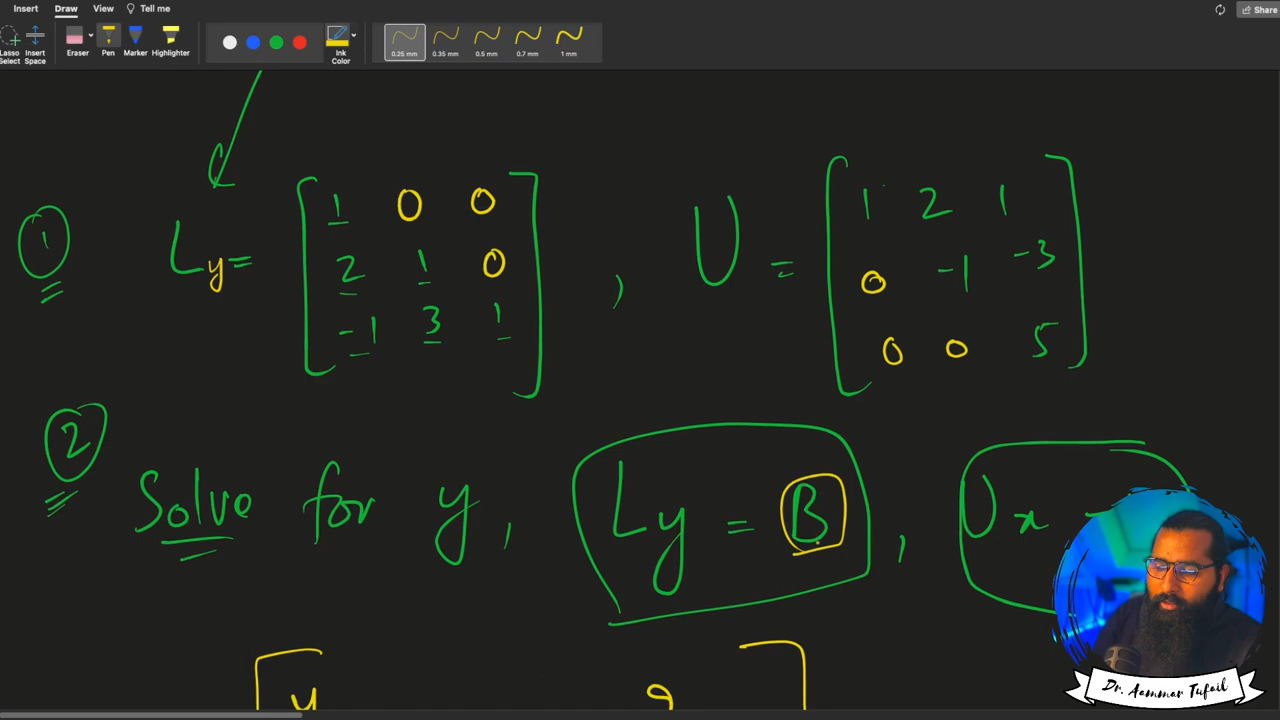 Insert Draw View Tell me Share
Lasso Select Insert Space Eraser Pen Marker Highlighter Ink Color 0.25 mm 0.35 mm 0.5 mm 0.7 mm 1 mm
1 Ly = [ 1 0 0 , U = [ 1 2 1
2 1 0 0 -1 -3
-1 3 1 ] 0 0 5 ]
2 Solve for y, Ly = B , Ux
y
Dr. Aammar Tufail